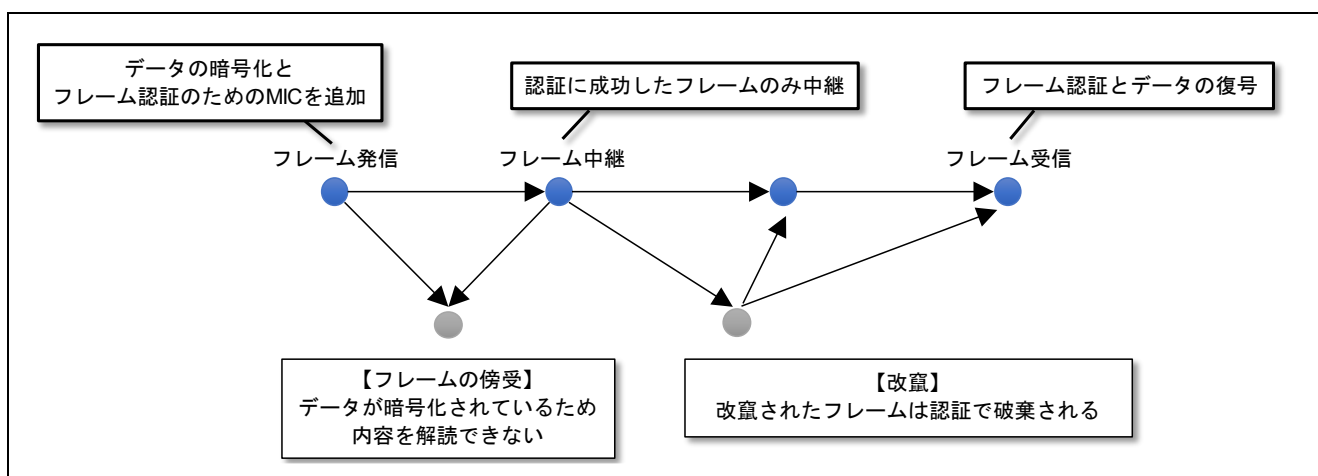 データの暗号化と
フレーム認証のためのMICを追加
認証に成功したフレームのみ中継
フレーム認証とデータの復号
フレーム発信
フレーム中継
フレーム受信
【フレームの傍受】
データが暗号化されているため
内容を解読できない
【改竄】
改竄されたフレームは認証で破棄される